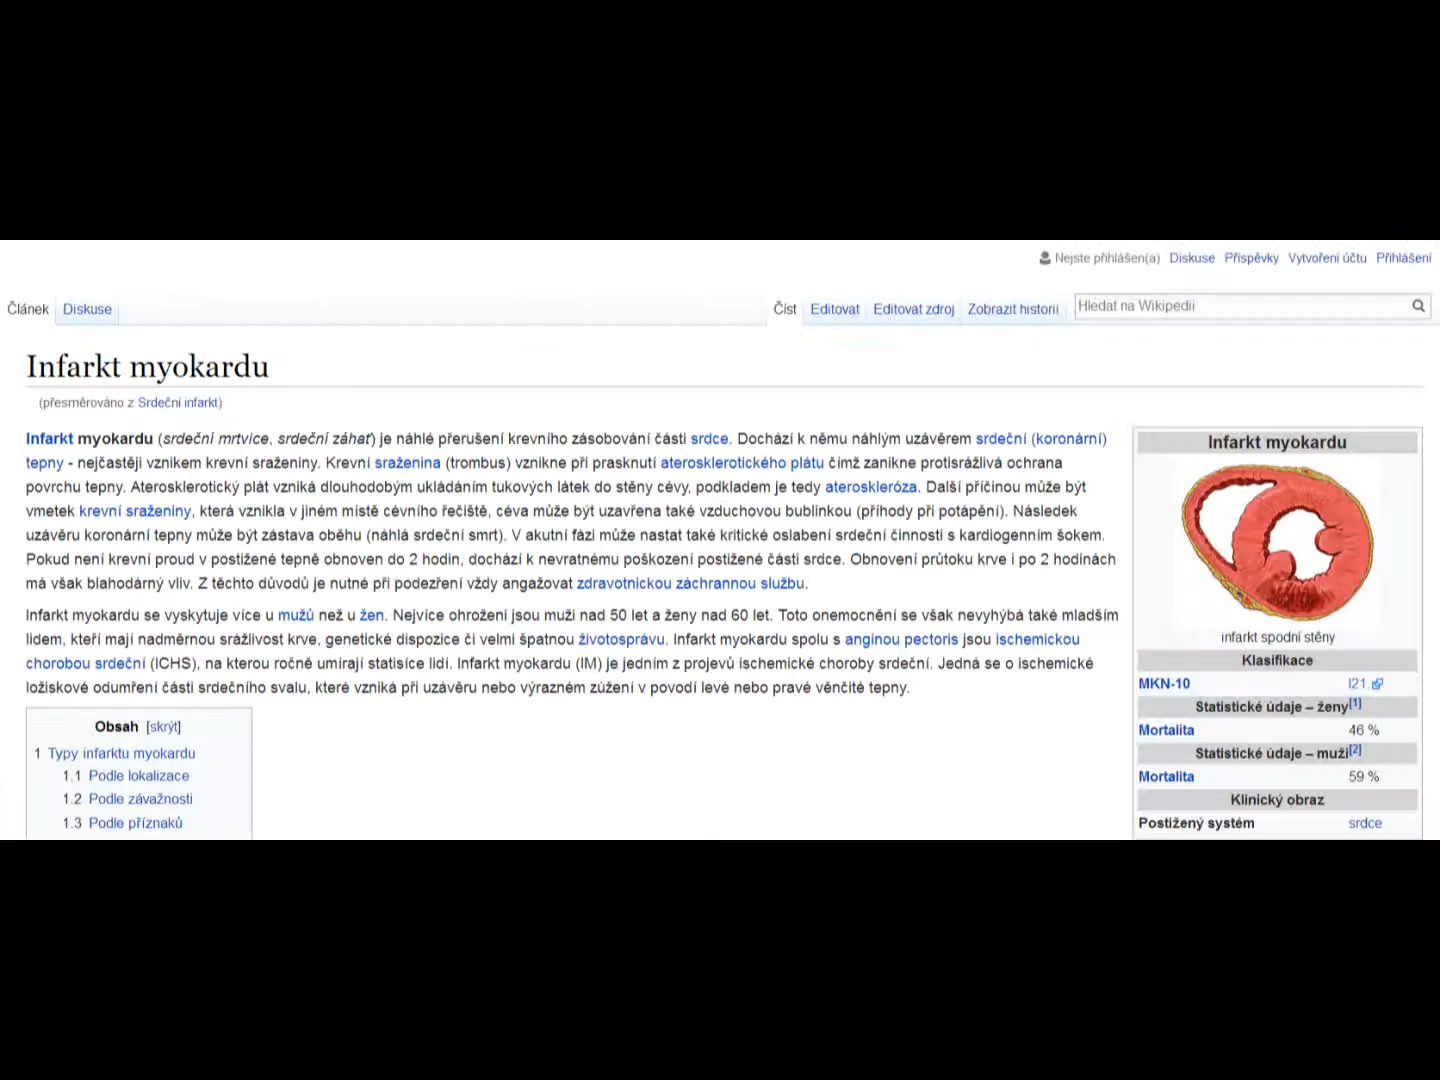 Nejste přihlášen(a) Diskuse Příspěvky Vytvoření účtu Přihlášení
Článek Diskuse Číst Editovat Editovat zdroj Zobrazit historii Hledat na Wikipedii
Infarkt myokardu
(přesměrováno z Srdeční infarkt)
Infarkt myokardu (srdeční mrtvice, srdeční záhať) je náhlé přerušení krevního zásobování části srdce. Dochází k němu náhlým uzávěrem srdeční (koronární)
tepny - nejčastěji vznikem krevní sraženiny. Krevní sraženina (trombus) vznikne při prasknutí aterosklerotického plátu čímž zanikne protisrážlivá ochrana
povrchu tepny. Aterosklerotický plát vzniká dlouhodobým ukládáním tukových látek do stěny cévy, podkladem je tedy ateroskleróza. Další příčinou může být
vmetek krevní sraženiny, která vznikla v jiném místě cévního řečiště, céva může být uzavřena také vzduchovou bublinkou (příhody při potápění). Následek
uzávěru koronární tepny může být zástava oběhu (náhlá srdeční smrt). V akutní fázi může nastat také kritické oslabení srdeční činnosti s kardiogenním šokem.
Pokud není krevní proud v postižené tepně obnoven do 2 hodin, dochází k nevratnému poškození postižené části srdce. Obnovení průtoku krve i po 2 hodinách
má však blahodárný vliv. Z těchto důvodů je nutné při podezření vždy angažovat zdravotnickou záchrannou službu.
Infarkt myokardu se vyskytuje více u mužů než u žen. Nejvíce ohroženi jsou muži nad 50 let a ženy nad 60 let. Toto onemocnění se však nevyhýbá také mladším
lidem, kteří mají nadměrnou srážlivost krve, genetické dispozice či velmi špatnou životosprávu. Infarkt myokardu spolu s anginou pectoris jsou ischemickou
chorobou srdeční (ICHS), na kterou ročně umírají statisíce lidí. Infarkt myokardu (IM) je jedním z projevů ischemické choroby srdeční. Jedná se o ischemické
ložiskové odumření části srdečního svalu, které vzniká při uzávěru nebo výrazném zúžení v povodí levé nebo pravé věnčité tepny.
Obsah [skrýt]
1 Typy infarktu myokardu
1.1 Podle lokalizace
1.2 Podle závažnosti
1.3 Podle příznaků
Infarkt myokardu
infarkt spodní stěny
Klasifikace
MKN-10 I21
Statistické údaje – ženy[1]
Mortalita 46 %
Statistické údaje – muži[2]
Mortalita 59 %
Klinický obraz
Postižený systém srdce